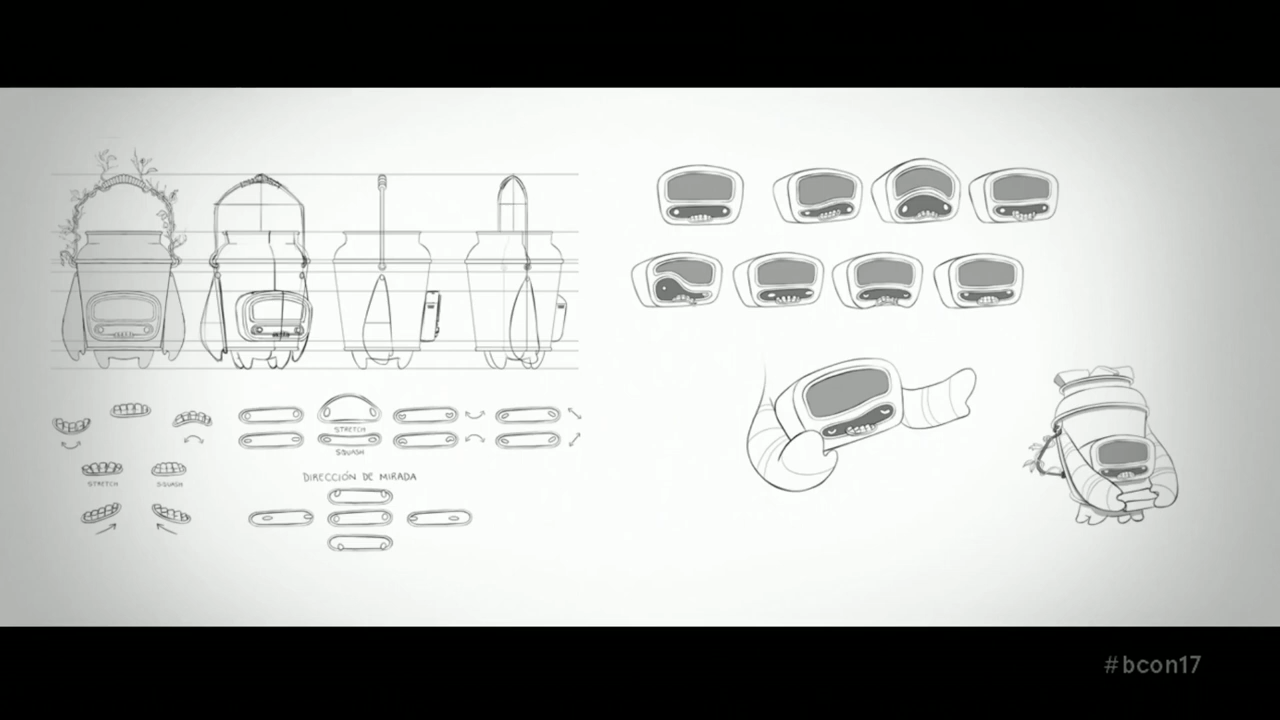 STRETCH
SQUASH
DIRECCIÓN DE MIRADA
STRETCH
SQUASH
#bcon17